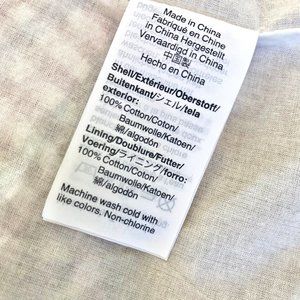 Made in China
Fabriqué en Chine
in China Hergestellt
Vervaardigd in China
中国製
Hecho en China
Shell/Extérieur/Oberstoff/
Buitenkant/シェル/tela
exterior:
100% Cotton/Coton/
Baumwolle/Katoen/
綿/algodón
Lining/Doublure/Futter/
Voering/ライニング/forro:
100% Cotton/Coton/
Baumwolle/Katoen/
綿/algodón
Machine wash cold with
like colors. Non-chlorine